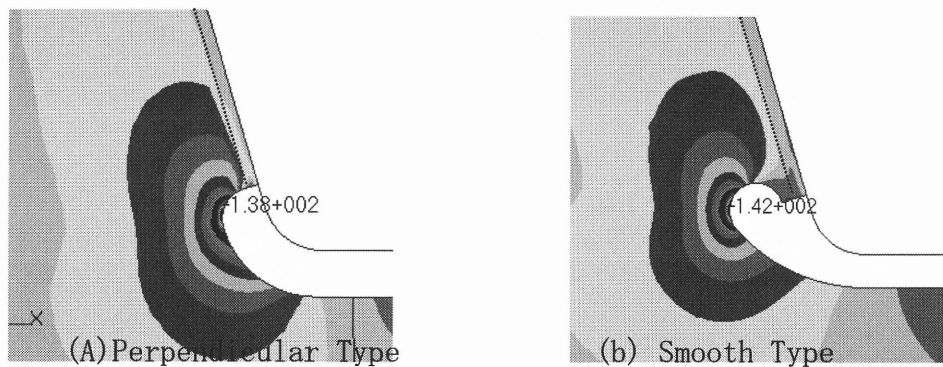 -1.38+002
-1.42+002
X
(A)Perpendicular Type
(b) Smooth Type